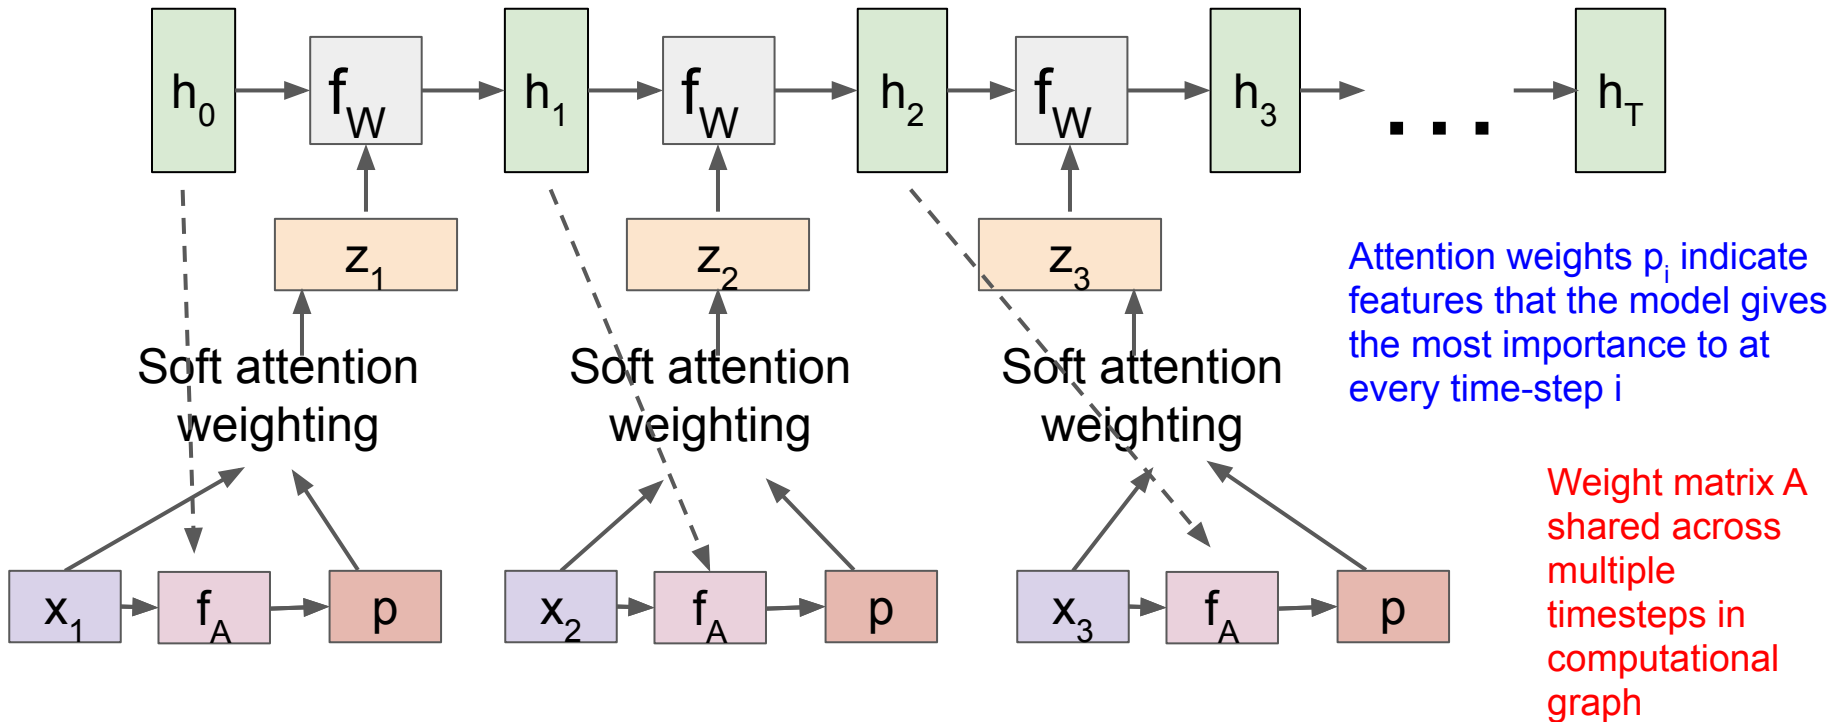 h0 fW h1 fW h2 fW h3 ... hT
z1 z2 z3
Attention weights pi indicate
features that the model gives
the most importance to at
every time-step i
Soft attention
weighting
Soft attention
weighting
Soft attention
weighting
x1 fA p x2 fA p x3 fA p
Weight matrix A
shared across
multiple
timesteps in
computational
graph